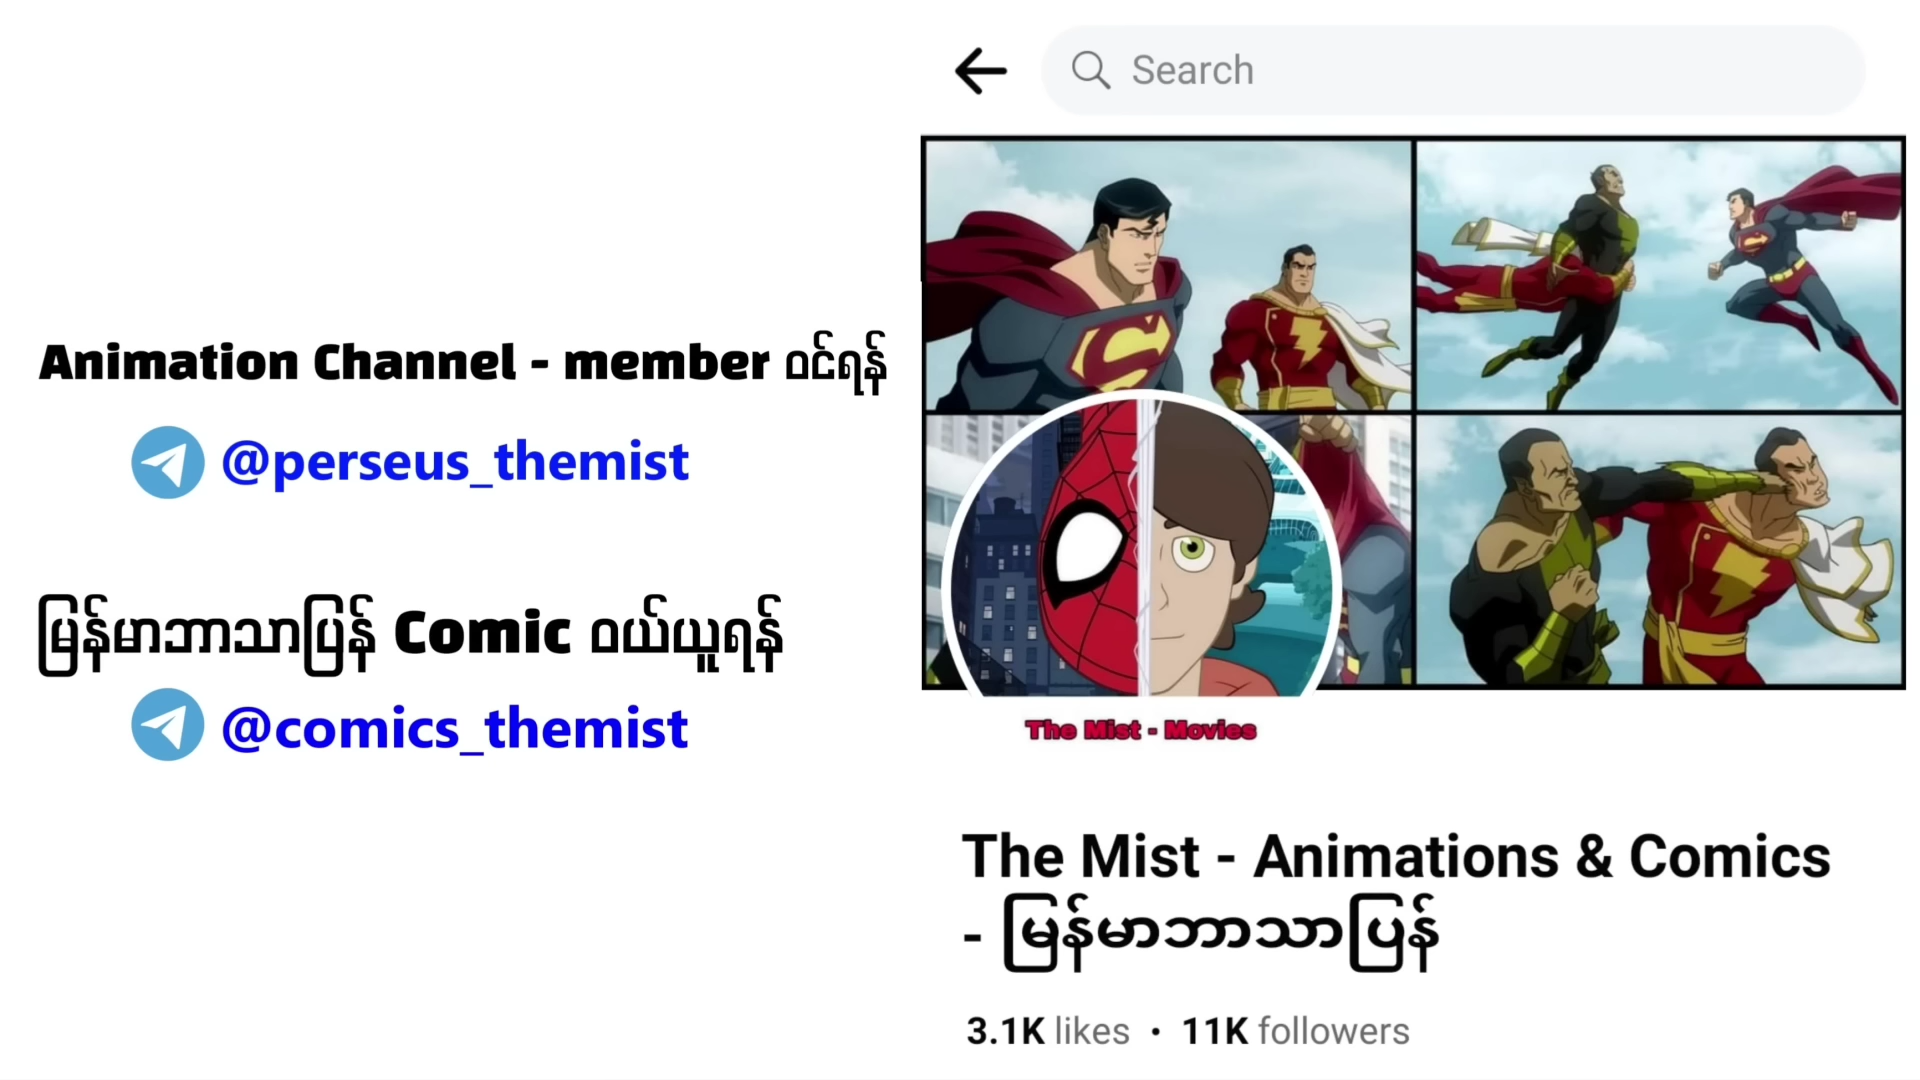 Animation Channel - member ဝင်ရန်
@perseus_themist
မြန်မာဘာသာပြန် Comic ဝယ်ယူရန်
@comics_themist
Search
The Mist - Movies
The Mist - Animations & Comics
- မြန်မာဘာသာပြန်
3.1K likes • 11K followers